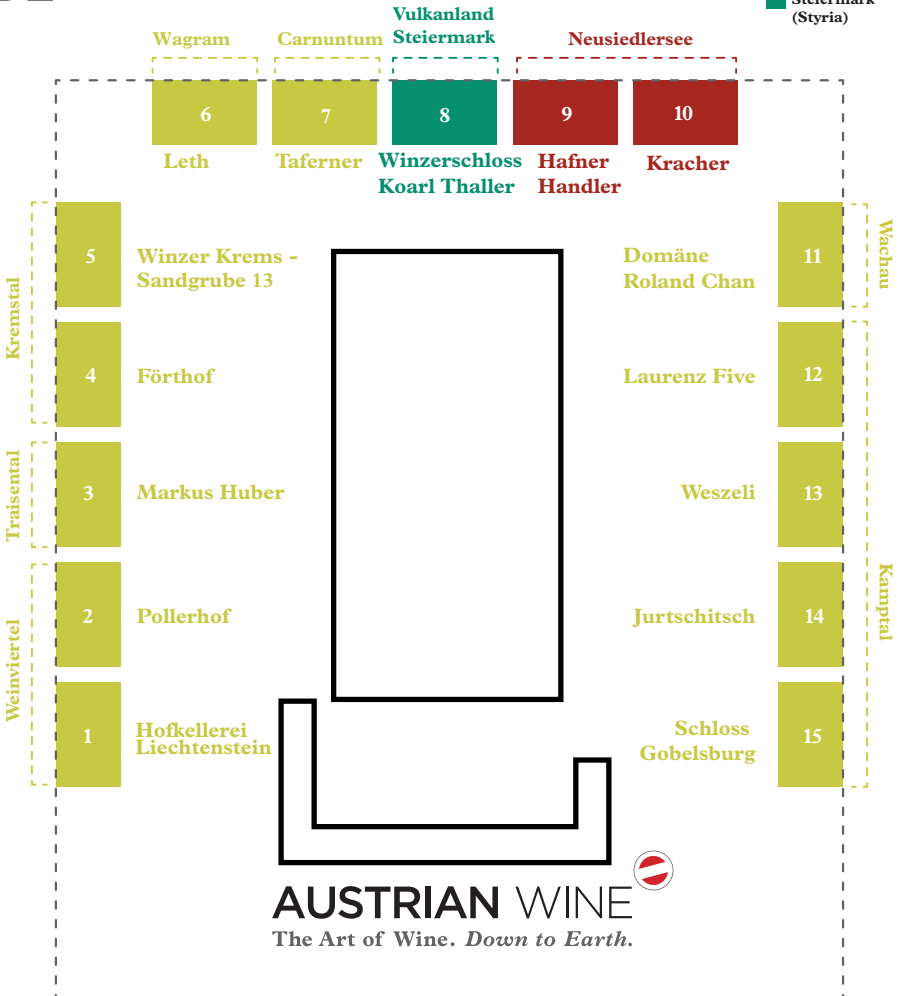 Steiermark
(Styria)
Vulkanland
Steiermark
Wagram
Carnuntum
Neusiedlersee
6
7
8
9
10
Leth
Taferner
Winzerschloss
Koarl Thaller
Hafner
Handler
Kracher
Kremstal
5
Winzer Krems -
Sandgrube 13
4
Förthof
Traisental
3
Markus Huber
Weinviertel
2
Pollerhof
1
Hofkellerei
Liechtenstein
Domäne
Roland Chan
11
Wachau
Laurenz Five
12
Weszeli
13
Kamptal
Jurtschitsch
14
Schloss
Gobelsburg
15
AUSTRIAN WINE
The Art of Wine. Down to Earth.